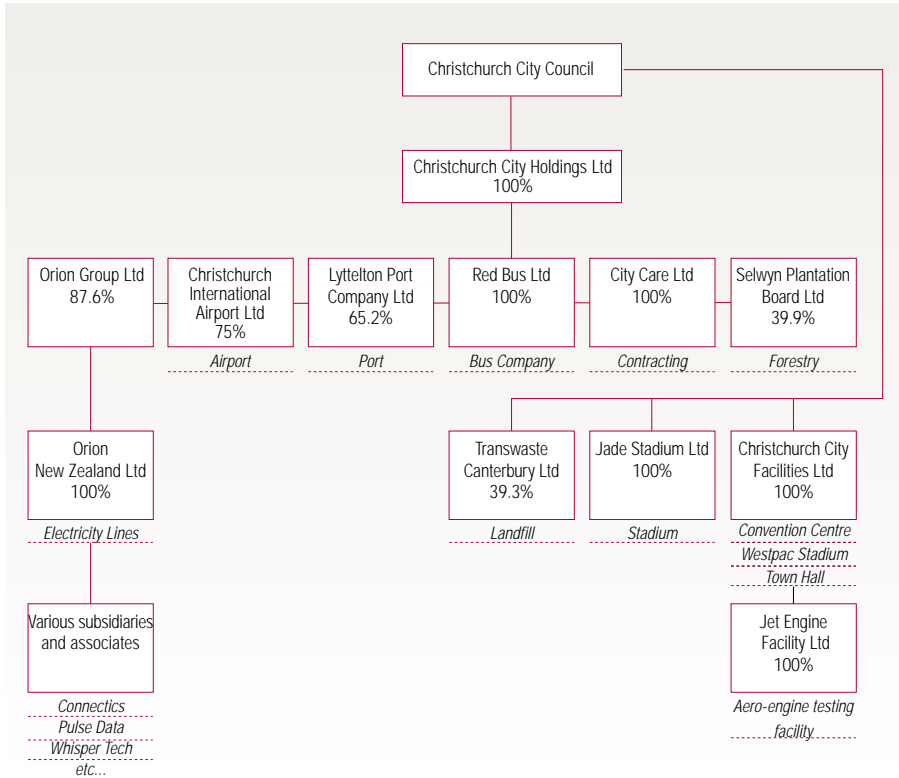 Christchurch City Council
Christchurch City Holdings Ltd
100%
Orion Group Ltd
87.6%
Christchurch
International
Airport Ltd
75%
Airport
Lyttelton Port
Company Ltd
65.2%
Port
Red Bus Ltd
100%
Bus Company
City Care Ltd
100%
Contracting
Selwyn Plantation
Board Ltd
39.9%
Forestry
Orion
New Zealand Ltd
100%
Electricity Lines
Transwaste
Canterbury Ltd
39.3%
Landfill
Jade Stadium Ltd
100%
Stadium
Christchurch City
Facilities Ltd
100%
Convention Centre
Westpac Stadium
Town Hall
Various subsidiaries
and associates
Connectics
Pulse Data
Whisper Tech
etc...
Jet Engine
Facility Ltd
100%
Aero-engine testing
facility